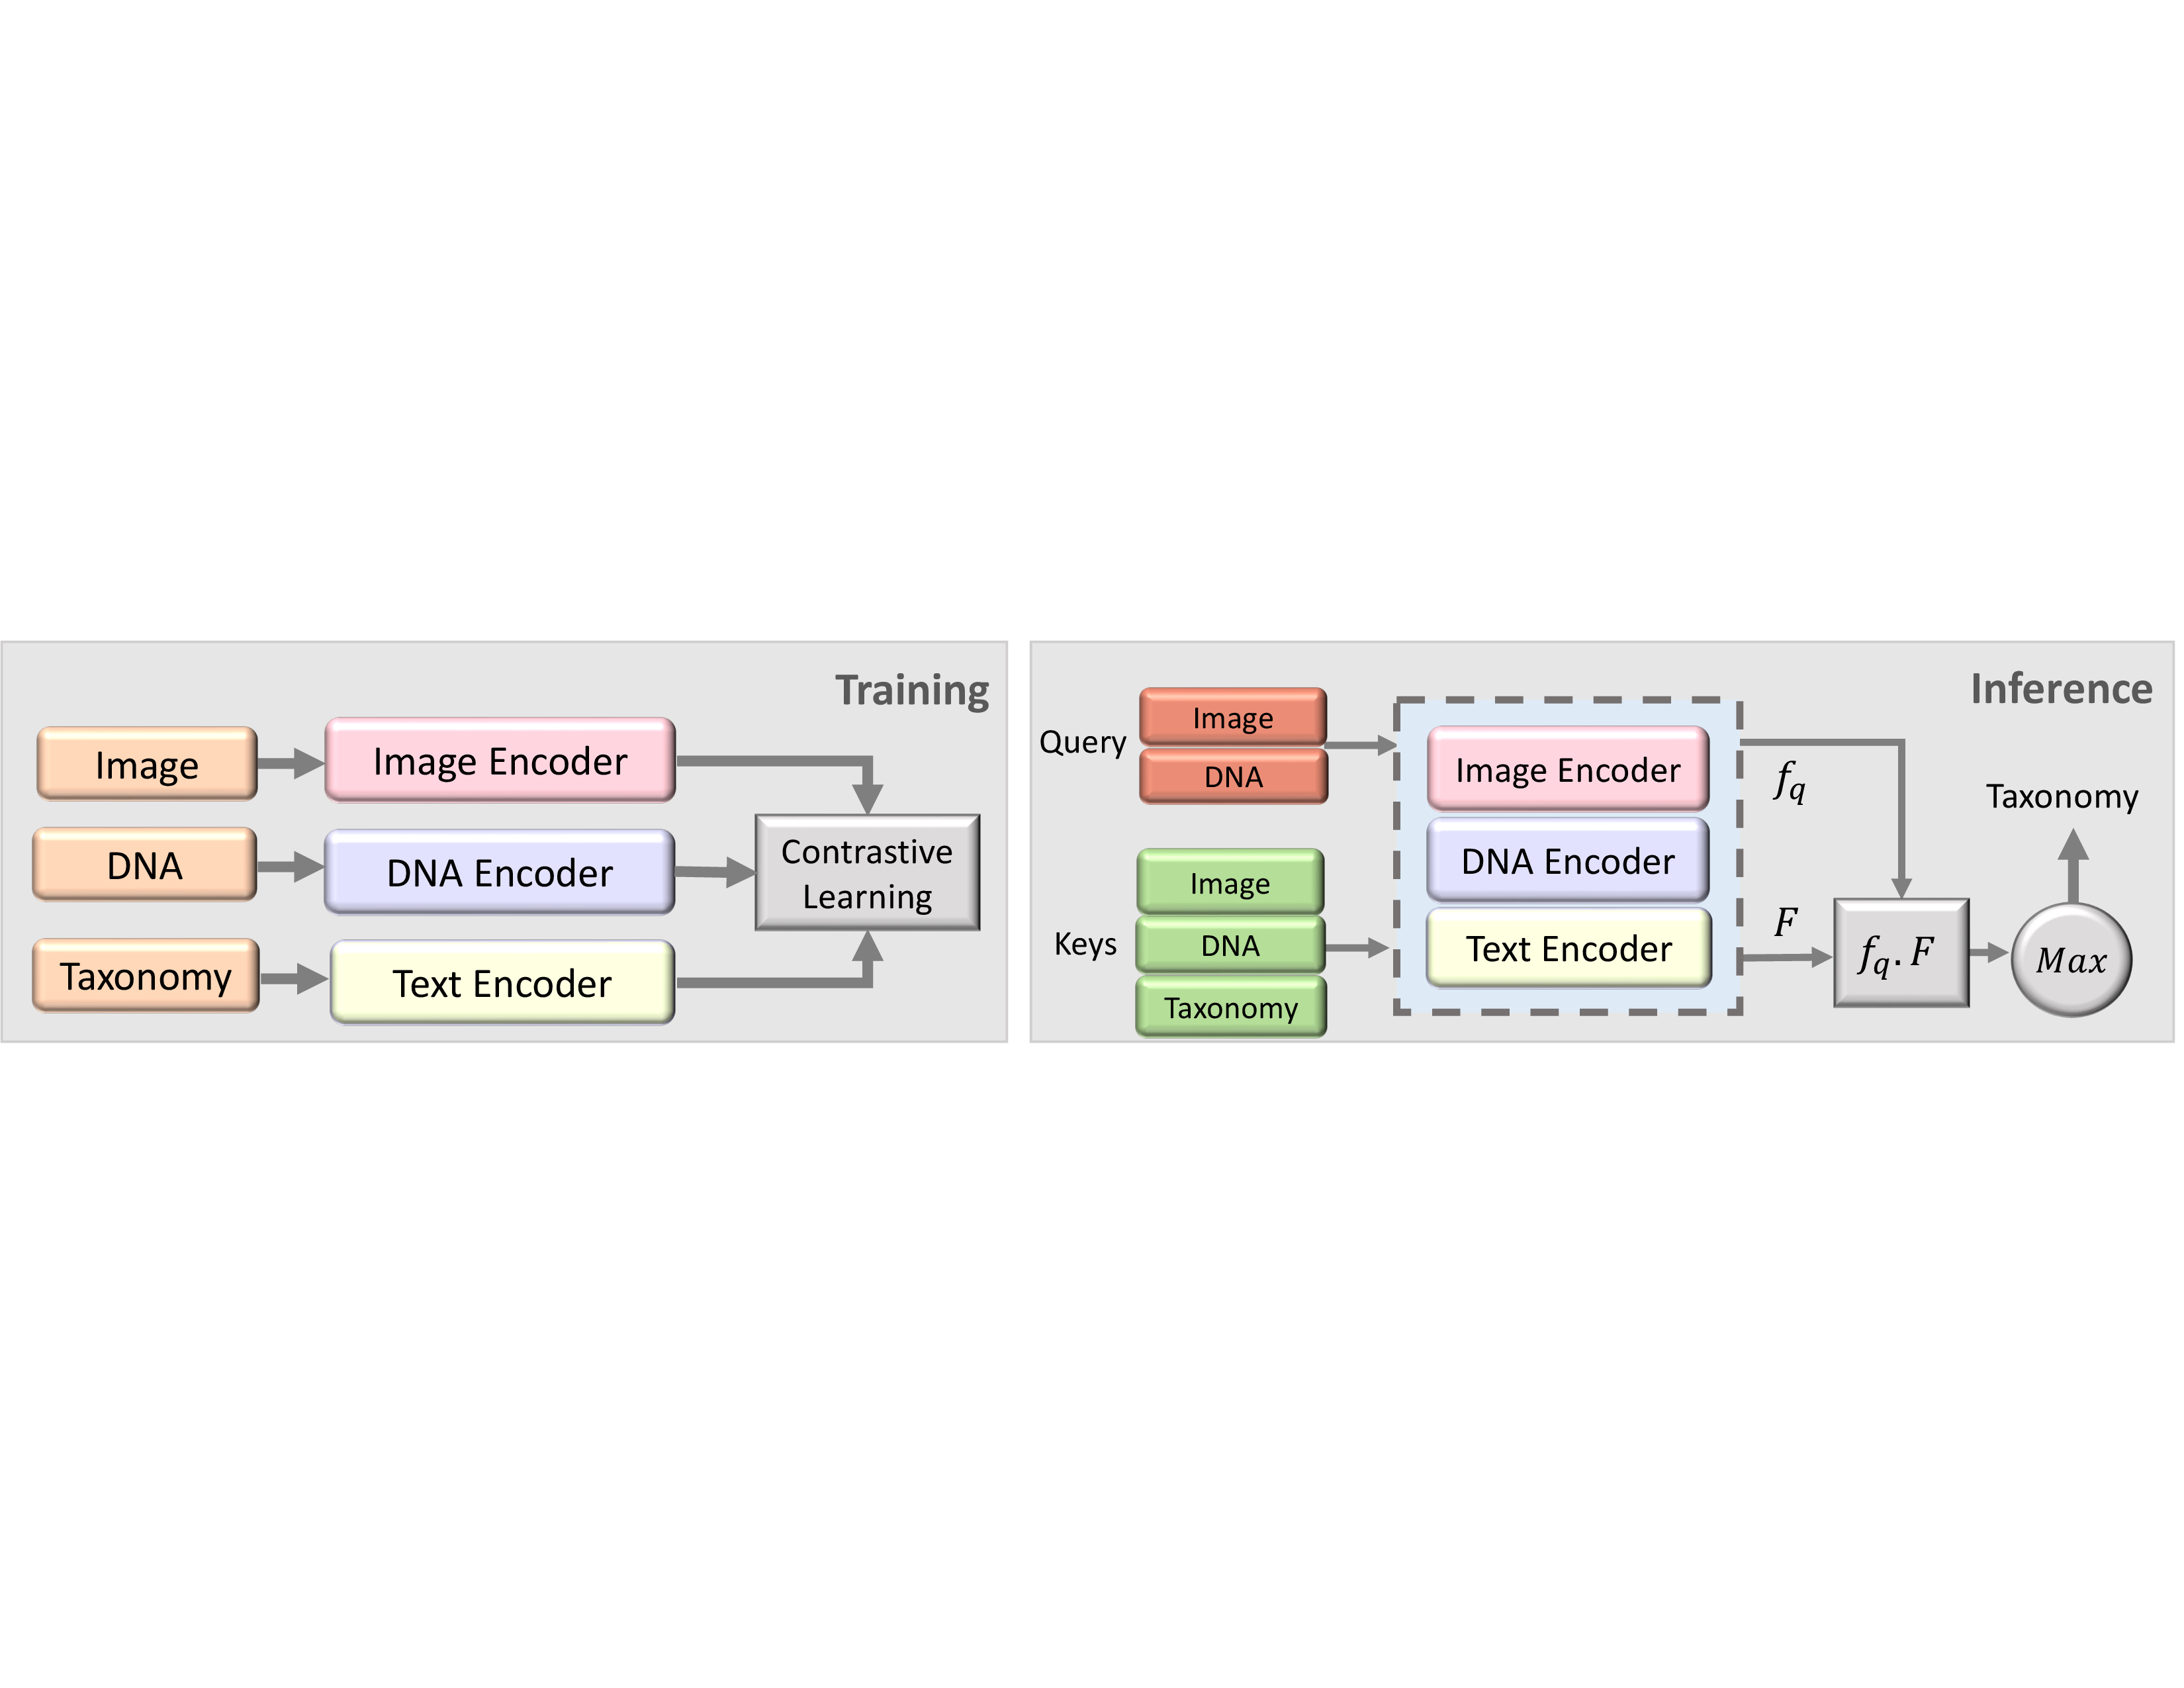 Training
Image
Image Encoder
DNA
DNA Encoder
Contrastive
Learning
Taxonomy
Text Encoder
Inference
Query
Image
DNA
Keys
Image
DNA
Taxonomy
Image Encoder
DNA Encoder
Text Encoder
f_q
F
f_q . F
Max
Taxonomy